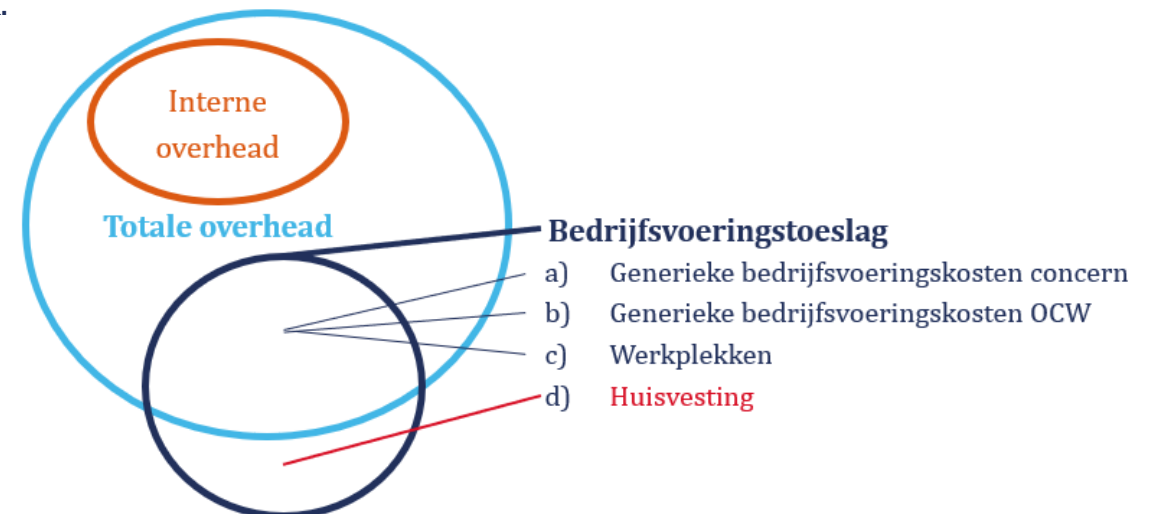 Interne
overhead
Totale overhead
Bedrijfsvoeringstoeslag
a) Generieke bedrijfsvoeringskosten concern
b) Generieke bedrijfsvoeringskosten OCW
c) Werkplekken
d) Huisvesting